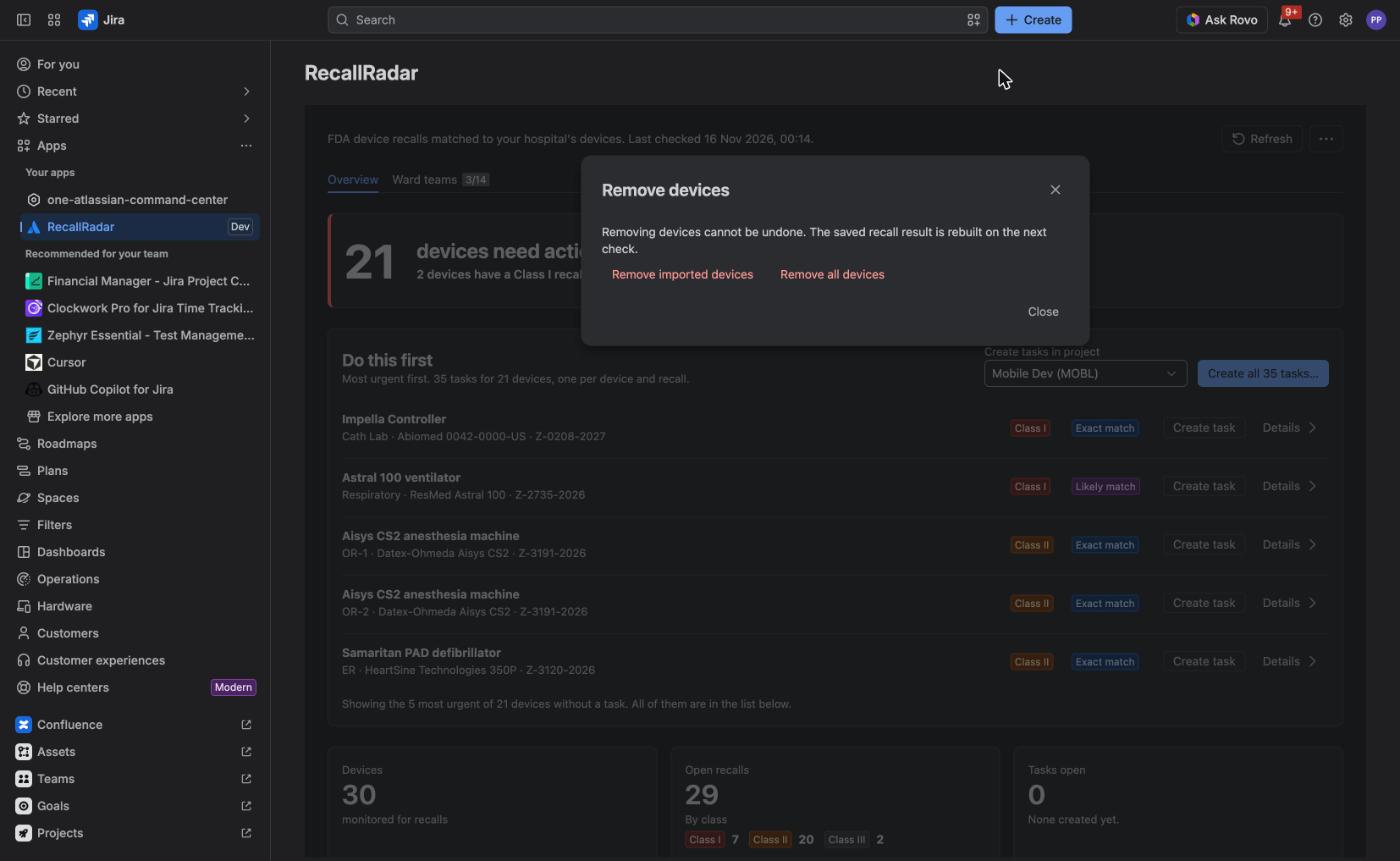 Jira
Search
Create
Ask Rovo
9+
PP
For you
Recent
Starred
Apps
Your apps
one-atlassian-command-center
RecallRadar
Dev
Recommended for your team
Financial Manager - Jira Project C...
Clockwork Pro for Jira Time Tracki...
Zephyr Essential - Test Manageme...
Cursor
GitHub Copilot for Jira
Explore more apps
Roadmaps
Plans
Spaces
Filters
Dashboards
Operations
Hardware
Customers
Customer experiences
Help centers
Modern
Confluence
Assets
Teams
Goals
Projects
RecallRadar
FDA device recalls matched to your hospital's devices. Last checked 16 Nov 2026, 00:14.
Refresh
Overview
Ward teams 3/14
21
devices need acti
2 devices have a Class I recal
Remove devices
Removing devices cannot be undone. The saved recall result is rebuilt on the next
check.
Remove imported devices
Remove all devices
Close
Do this first
Most urgent first. 35 tasks for 21 devices, one per device and recall.
Create tasks in project
Mobile Dev (MOBL)
Create all 35 tasks...
Impella Controller
Cath Lab · Abiomed 0042-0000-US · Z-0208-2027
Class I
Exact match
Create task
Details
Astral 100 ventilator
Respiratory · ResMed Astral 100 · Z-2735-2026
Class I
Likely match
Create task
Details
Aisys CS2 anesthesia machine
OR-1 · Datex-Ohmeda Aisys CS2 · Z-3191-2026
Class II
Exact match
Create task
Details
Aisys CS2 anesthesia machine
OR-2 · Datex-Ohmeda Aisys CS2 · Z-3191-2026
Class II
Exact match
Create task
Details
Samaritan PAD defibrillator
ER · HeartSine Technologies 350P · Z-3120-2026
Class II
Exact match
Create task
Details
Showing the 5 most urgent of 21 devices without a task. All of them are in the list below.
Devices
30
monitored for recalls
Open recalls
29
By class
Class I 7 Class II 20 Class III 2
Tasks open
0
None created yet.